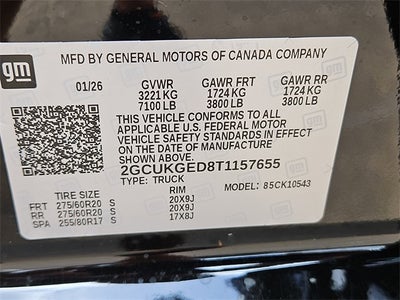 gm
MFD BY GENERAL MOTORS OF CANADA COMPANY
01/26 GVWR GAWR FRT GAWR RR
3221 KG 1724 KG 1724 KG
7100 LB 3800 LB 3800 LB
THIS VEHICLE CONFORMS TO ALL
APPLICABLE U.S. FEDERAL MOTOR
VEHICLE SAFETY STANDARDS IN EFFECT
ON THE DATE OF MANUFACTURE SHOWN ABOVE.
2GCUKGED8T1157655
TYPE: TRUCK MODEL: 85CK10543
TIRE SIZE RIM
FRT 275/60R20 S 20X9J
RR 275/60R20 S 20X9J
SPA 255/80R17 S 17X8J